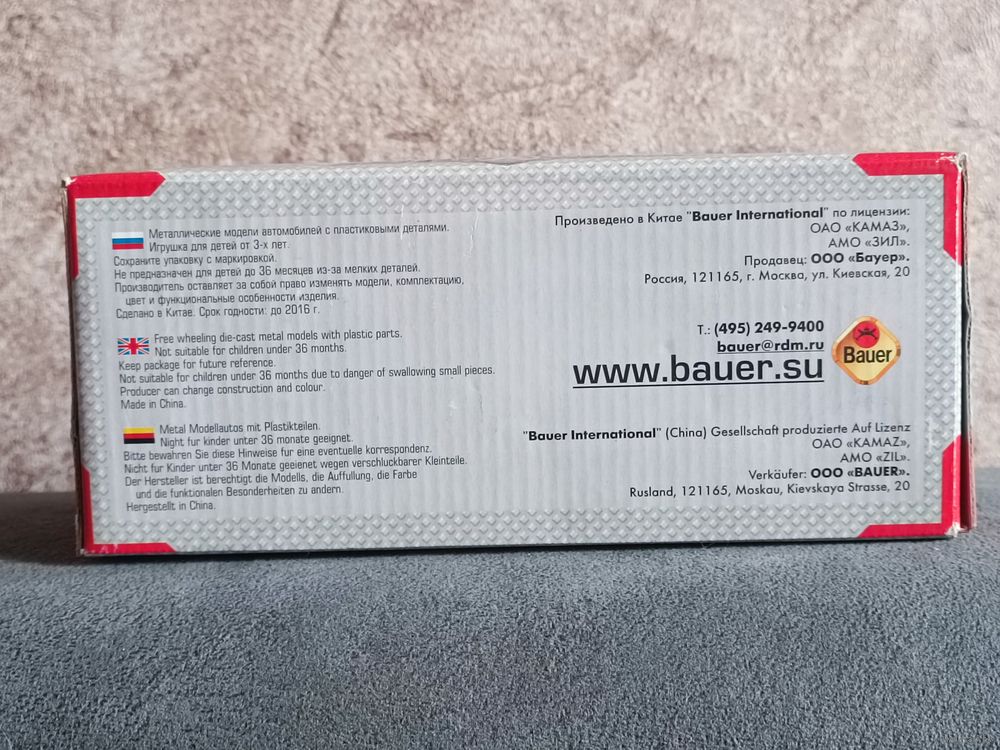 Металлические модели автомобилей с пластиковыми деталями.
Игрушка для детей от 3-х лет.
Сохраните упаковку с маркировкой.
Не предназначен для детей до 36 месяцев из-за мелких деталей.
Производитель оставляет за собой право изменять модели, комплектацию,
цвет и функциональные особенности изделия.
Сделано в Китае. Срок годности: до 2016 г.
Free wheeling die-cast metal models with plastic parts.
Not suitable for children under 36 months.
Keep package for future reference.
Not suitable for children under 36 months due to danger of swallowing small pieces.
Producer can change construction and colour.
Made in China.
Metal Modellautos mit Plastikteilen.
Night fur kinder unter 36 monate geeignet.
Bitte bewahren Sie diese Hinweise für eine eventuelle korrespondenz.
Nicht fur Kinder unter 36 Monate geeienet wegen verschluckbarer Kleinteile.
Der Hersteller ist berechtigt die Modells, die Auffullung, die Farbe
und die funktionalen Besonderheiten zu andern.
Hergestellt in China.
Произведено в Китае "Bauer International" по лицензии:
ОАО «КАМАЗ»,
АМО «ЗИЛ».
Продавец: ООО «Бауер».
Россия, 121165, г. Москва, ул. Киевская, 20
Т.: (495) 249-9400
bauer@rdm.ru
www.bauer.su
Bauer
"Bauer International" (China) Gesellschaft produzierte Auf Lizenz
OAO «KAMAZ»,
AMO «ZIL».
Verkäufer: OOO «BAUER».
Rusland, 121165, Moskau, Kievskaya Strasse, 20